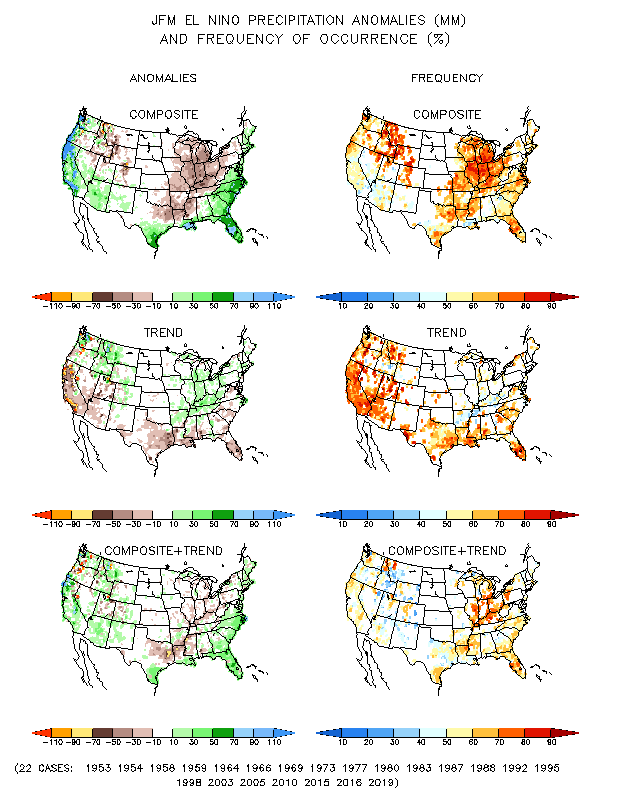 JFM EL NINO PRECIPITATION ANOMALIES (MM)
AND FREQUENCY OF OCCURRENCE (%)
ANOMALIES FREQUENCY
COMPOSITE COMPOSITE
-110 -90 -70 -50 -30 -10 10 30 50 70 90 110 10 20 30 40 50 60 70 80 90
TREND TREND
-110 -90 -70 -50 -30 -10 10 30 50 70 90 110 10 20 30 40 50 60 70 80 90
COMPOSITE+TREND COMPOSITE+TREND
-110 -90 -70 -50 -30 -10 10 30 50 70 90 110 10 20 30 40 50 60 70 80 90
(22 CASES: 1953 1954 1958 1959 1964 1966 1969 1973 1977 1980 1983 1987 1988 1992 1995
1998 2003 2005 2010 2015 2016 2019)